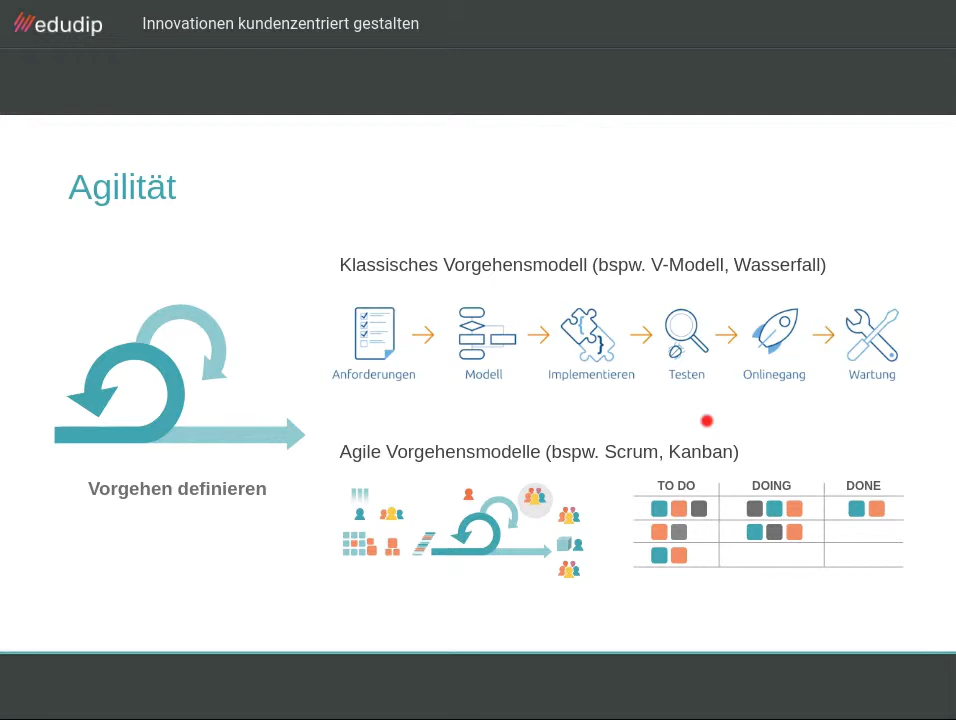 edudip
Innovationen kundenzentriert gestalten
Agilität
Klassisches Vorgehensmodell (bspw. V-Modell, Wasserfall)
Anforderungen Modell Implementieren Testen Onlinegang Wartung
Vorgehen definieren
Agile Vorgehensmodelle (bspw. Scrum, Kanban)
TO DO DOING DONE